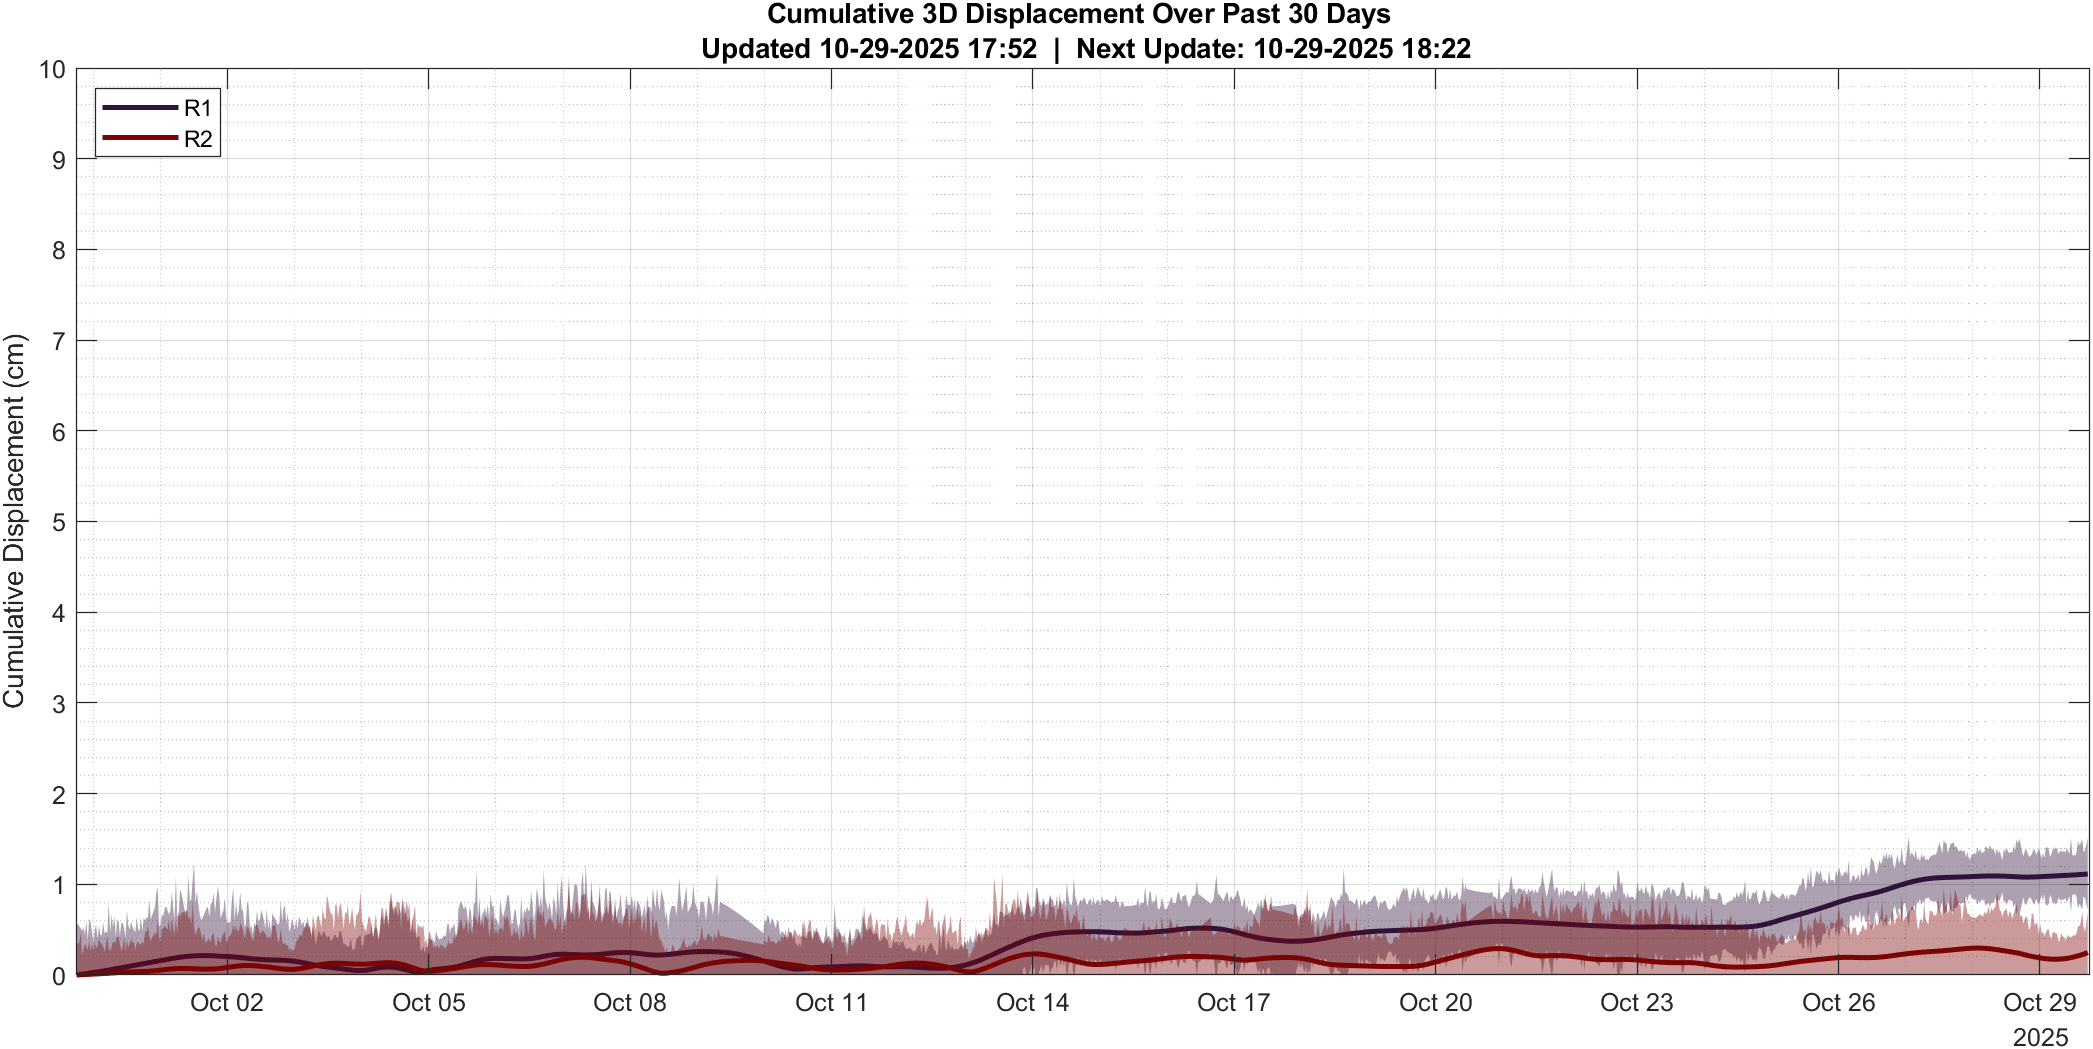 Cumulative 3D Displacement Over Past 30 Days
Updated 10-29-2025 17:52 | Next Update: 10-29-2025 18:22
R1
R2
Cumulative Displacement (cm)
10
9
8
7
6
5
4
3
2
1
0
Oct 02 Oct 05 Oct 08 Oct 11 Oct 14 Oct 17 Oct 20 Oct 23 Oct 26 Oct 29
2025